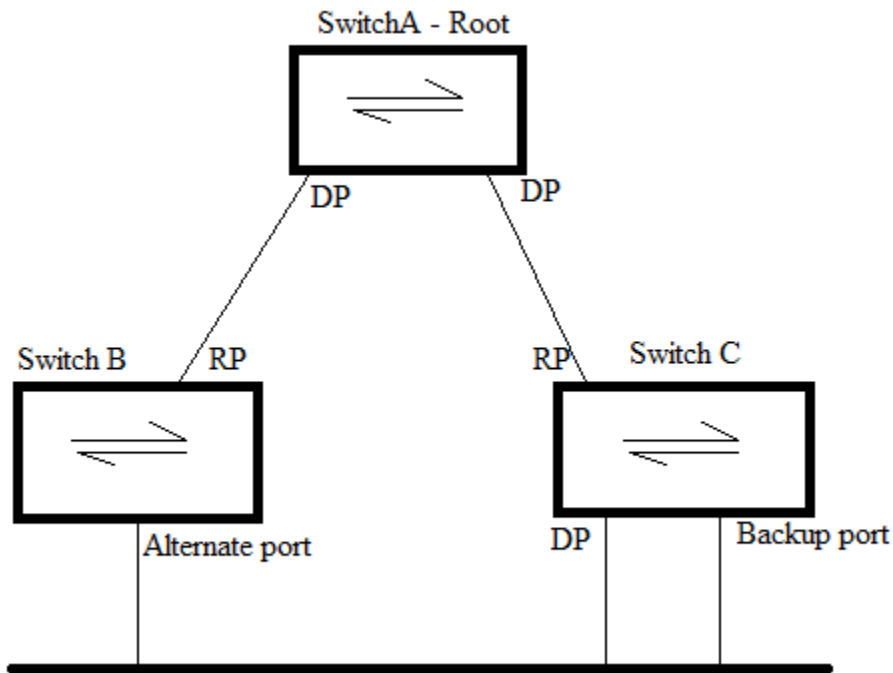 SwitchA - Root
DP
DP
Switch B
RP
RP
Switch C
Alternate port
DP
Backup port